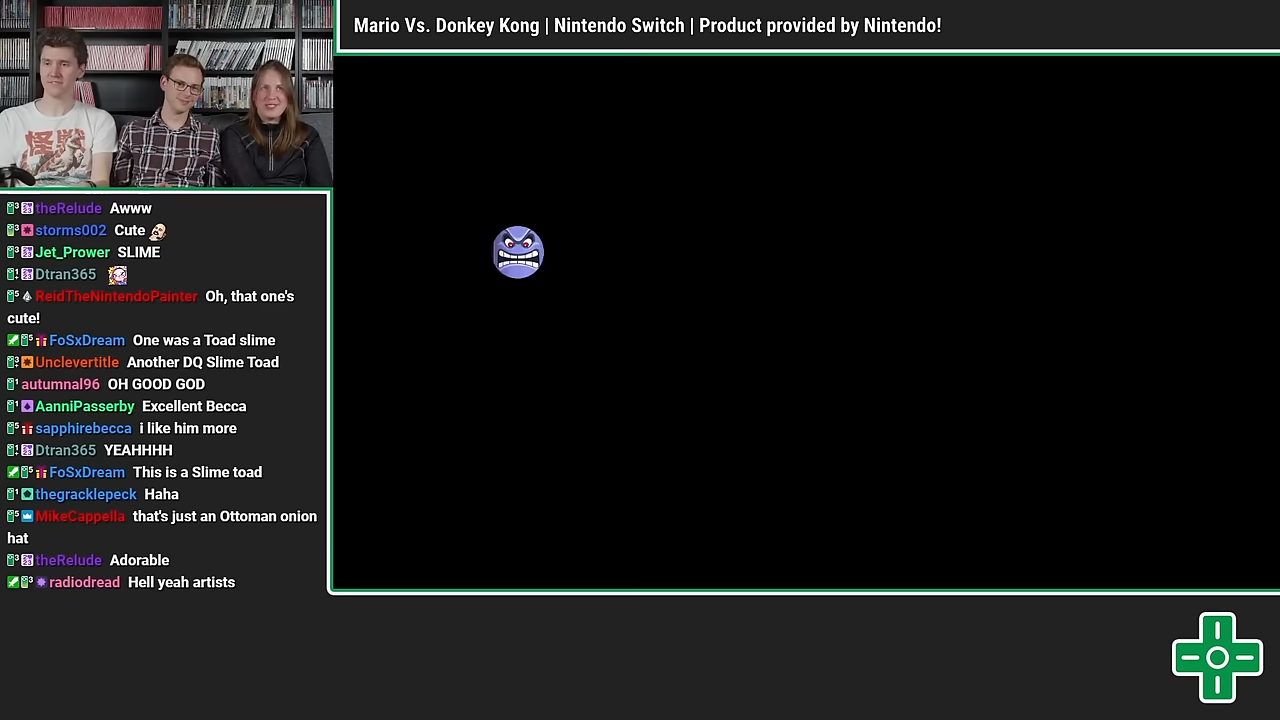 Mario Vs. Donkey Kong | Nintendo Switch | Product provided by Nintendo!
怪獣
theRelude Awww
storms002 Cute
Jet_Prower SLIME
Dtran365
ReidTheNintendoPainter Oh, that one's
cute!
FoSxDream One was a Toad slime
Unclevertitle Another DQ Slime Toad
autumnal96 OH GOOD GOD
AanniPasserby Excellent Becca
sapphirebecca i like him more
Dtran365 YEAHHHH
FoSxDream This is a Slime toad
thegracklepeck Haha
MikeCappella that's just an Ottoman onion
hat
theRelude Adorable
radiodread Hell yeah artists